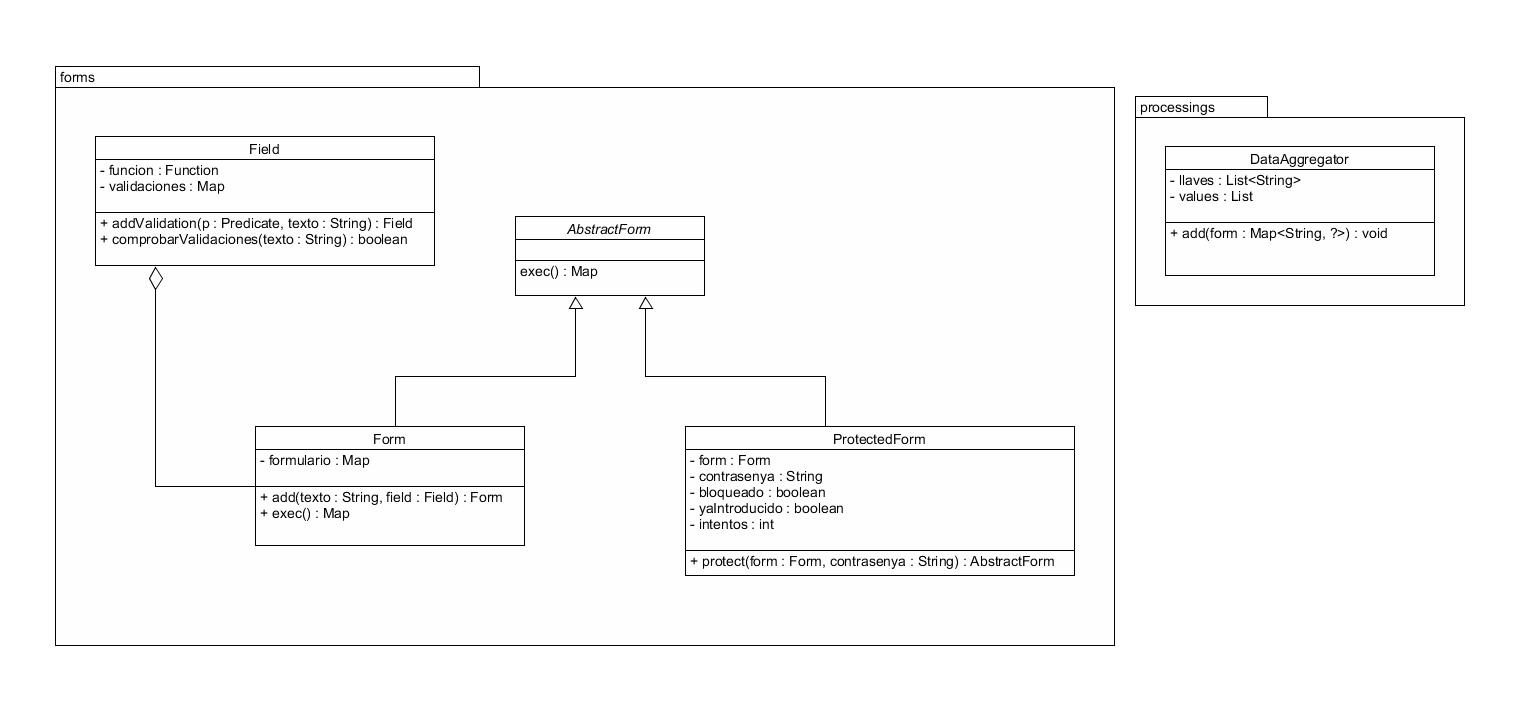 forms
Field
- funcion : Function
- validaciones : Map
+ addValidation(p : Predicate, texto : String) : Field
+ comprobarValidaciones(texto : String) : boolean
AbstractForm
exec() : Map
Form
- formulario : Map
+ add(texto : String, field : Field) : Form
+ exec() : Map
ProtectedForm
- form : Form
- contrasenya : String
- bloqueado : boolean
- yaIntroducido : boolean
- intentos : int
+ protect(form : Form, contrasenya : String) : AbstractForm
processings
DataAggregator
- llaves : List<String>
- values : List
+ add(form : Map<String, ?>) : void